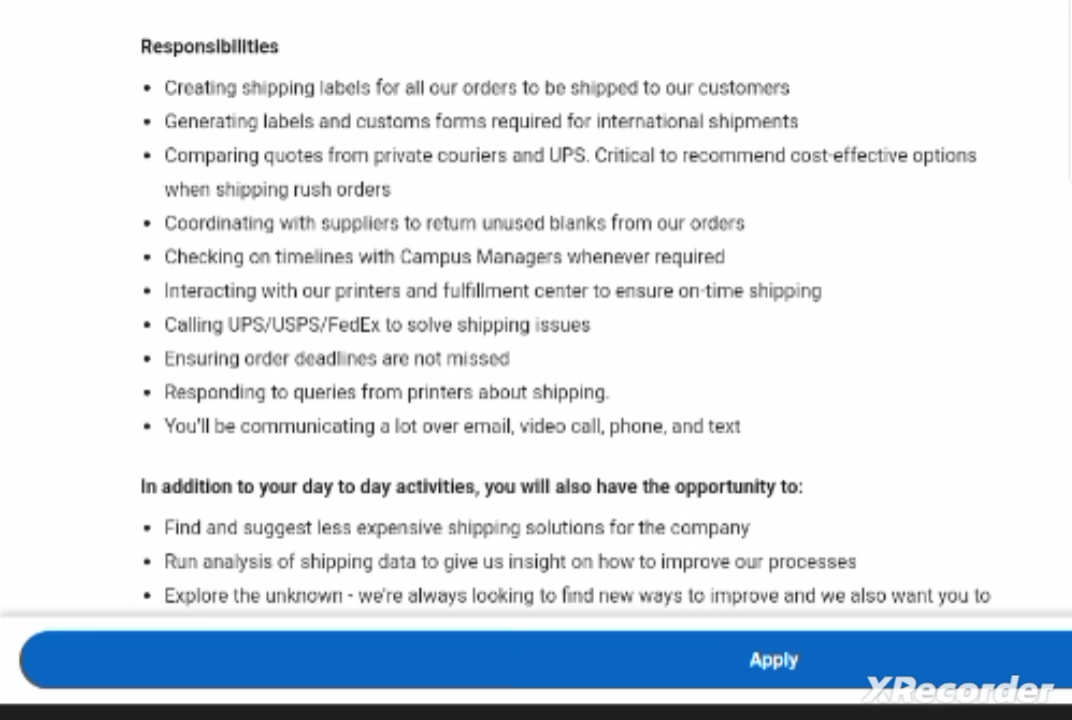 Responsibilities
• Creating shipping labels for all our orders to be shipped to our customers
• Generating labels and customs forms required for international shipments
• Comparing quotes from private couriers and UPS. Critical to recommend cost-effective options
when shipping rush orders
• Coordinating with suppliers to return unused blanks from our orders
• Checking on timelines with Campus Managers whenever required
• Interacting with our printers and fulfillment center to ensure on-time shipping
• Calling UPS/USPS/FedEx to solve shipping issues
• Ensuring order deadlines are not missed
• Responding to queries from printers about shipping.
• You'll be communicating a lot over email, video call, phone, and text
In addition to your day to day activities, you will also have the opportunity to:
• Find and suggest less expensive shipping solutions for the company
• Run analysis of shipping data to give us insight on how to improve our processes
• Explore the unknown - we're always looking to find new ways to improve and we also want you to
Apply
XRecorder